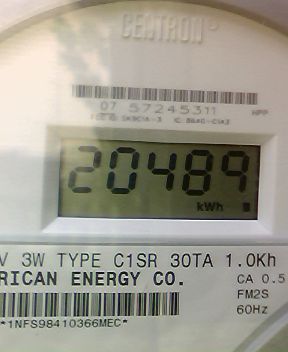 CENTRON®
07 57245311 HPP
20489
kWh
V 3W TYPE C1SR 30TA 1.0Kh
RICAN ENERGY CO. CA 0.5
FM2S
60Hz
*1NFS98410366MEC*